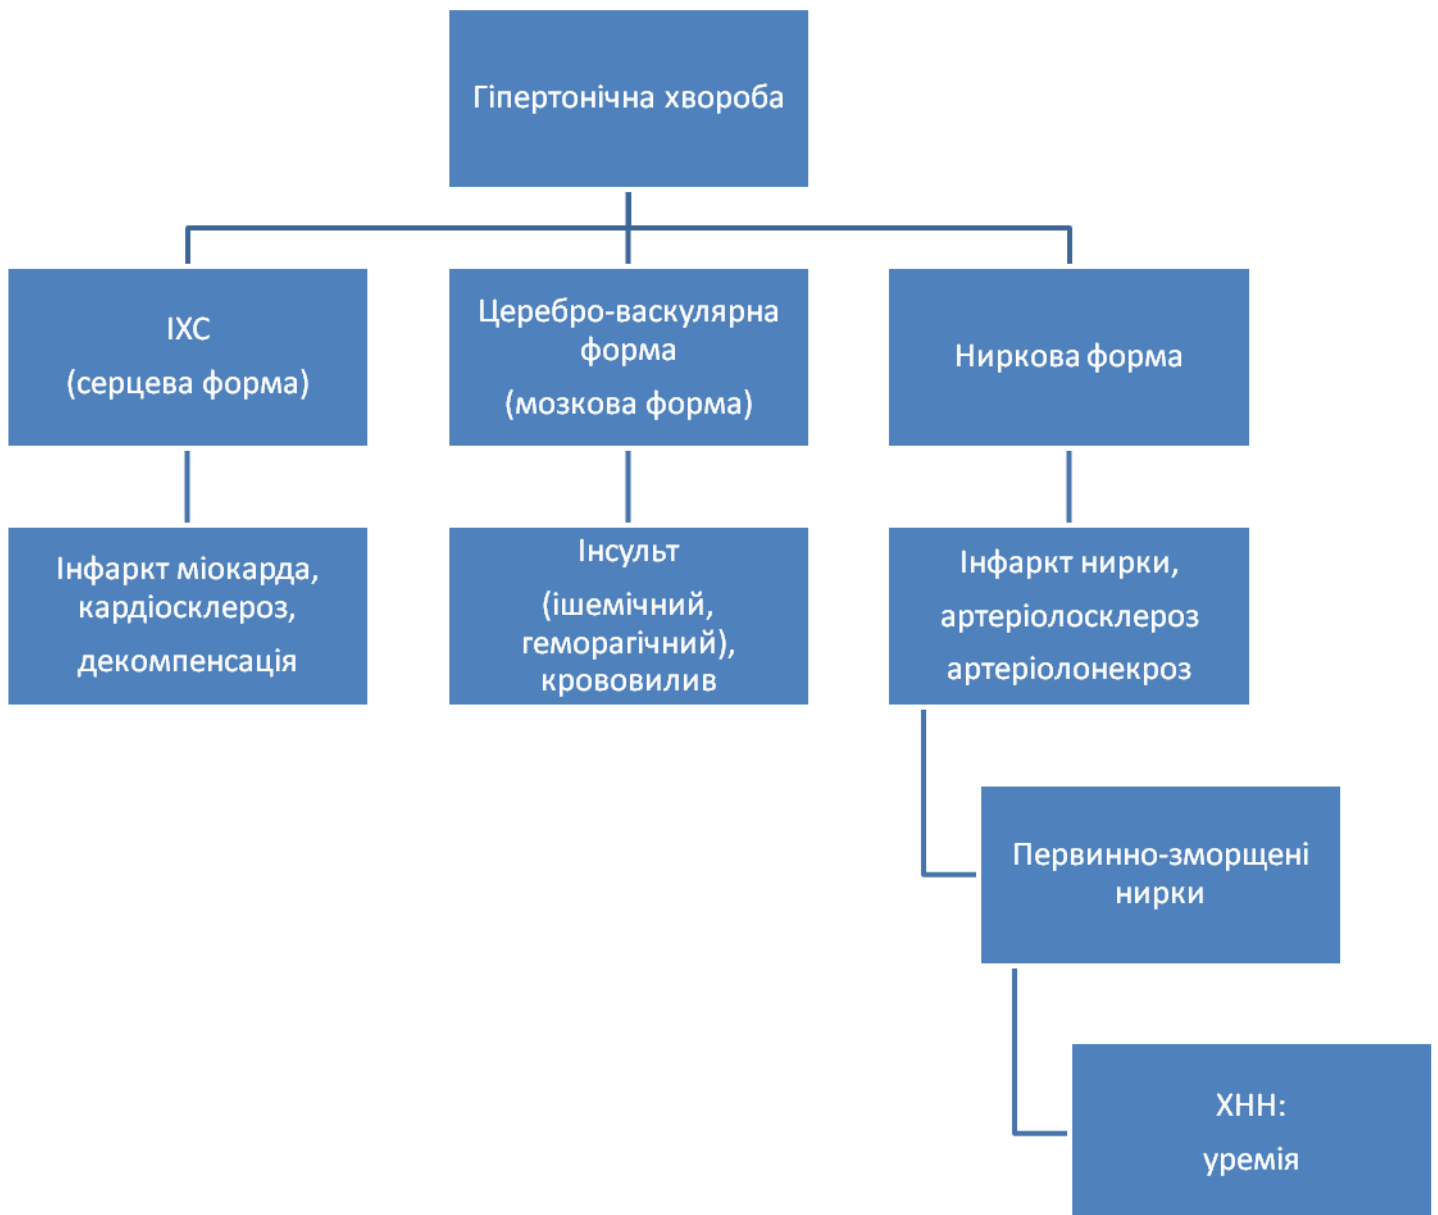 Гіпертонічна хвороба
ІХС
(серцева форма)
Церебро-васкулярна
форма
(мозкова форма)
Ниркова форма
Інфаркт міокарда,
кардіосклероз,
декомпенсація
Інсульт
(ішемічний,
геморагічний),
крововилив
Інфаркт нирки,
артеріолосклероз
артеріолонекроз
Первинно-зморщені
нирки
ХНН:
уремія